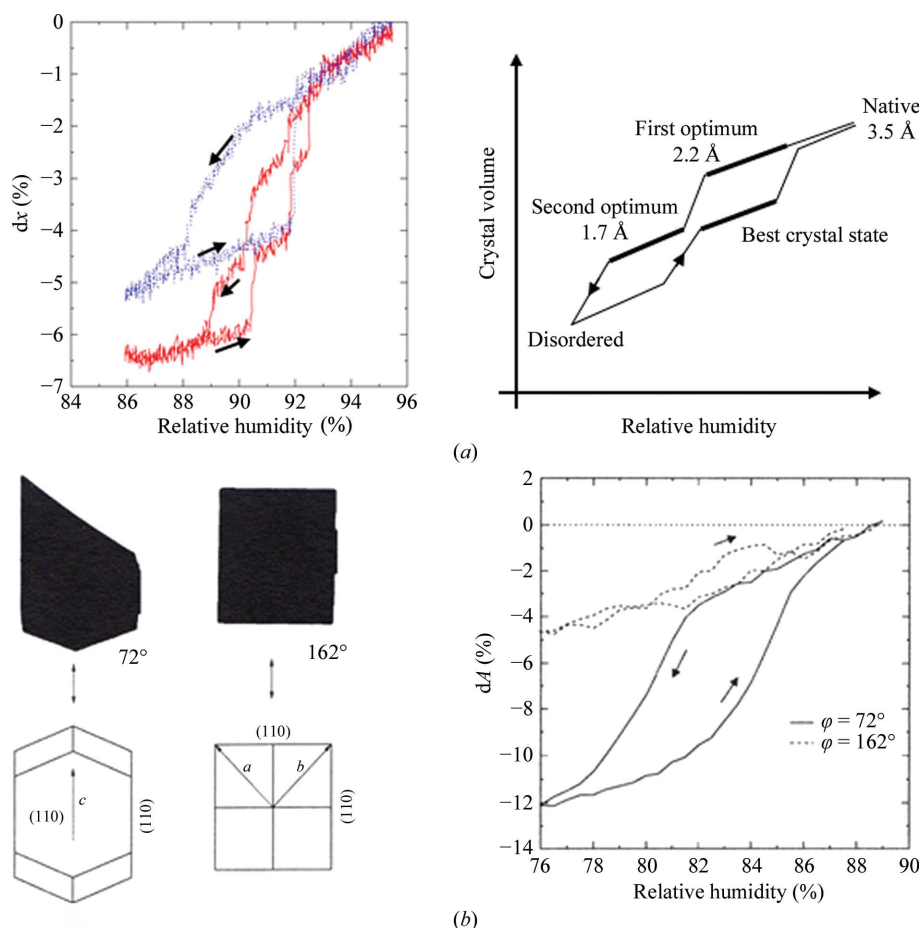 0
−1
−2
−3
−4
−5
−6
−7
dx (%)
84 86 88 90 92 94 96
Relative humidity (%)
Crystal volume
First optimum
2.2 Å
Native
3.5 Å
Second optimum
1.7 Å
Best crystal state
Disordered
Relative humidity
(a)
72°
162°
(110)
c
(110)
(110)
(110)
a
b
(110)
2
0
−2
−4
−6
−8
−10
−12
−14
dA (%)
φ = 72°
φ = 162°
76 78 80 82 84 86 88 90
Relative humidity (%)
(b)